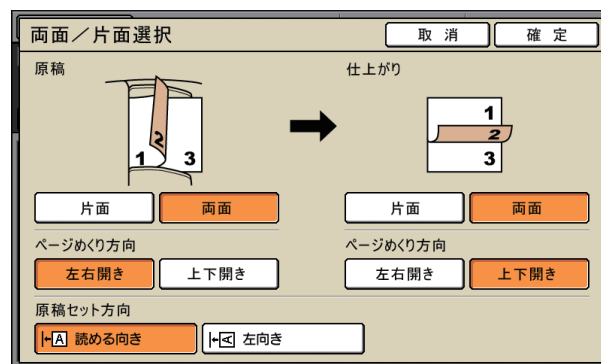 両面／片面選択
取 消
確 定
原稿
仕上がり
1 2 3
1
2
3
片面
両面
片面
両面
ページめくり方向
ページめくり方向
左右開き
上下開き
左右開き
上下開き
原稿セット方向
A 読める向き
A 左向き